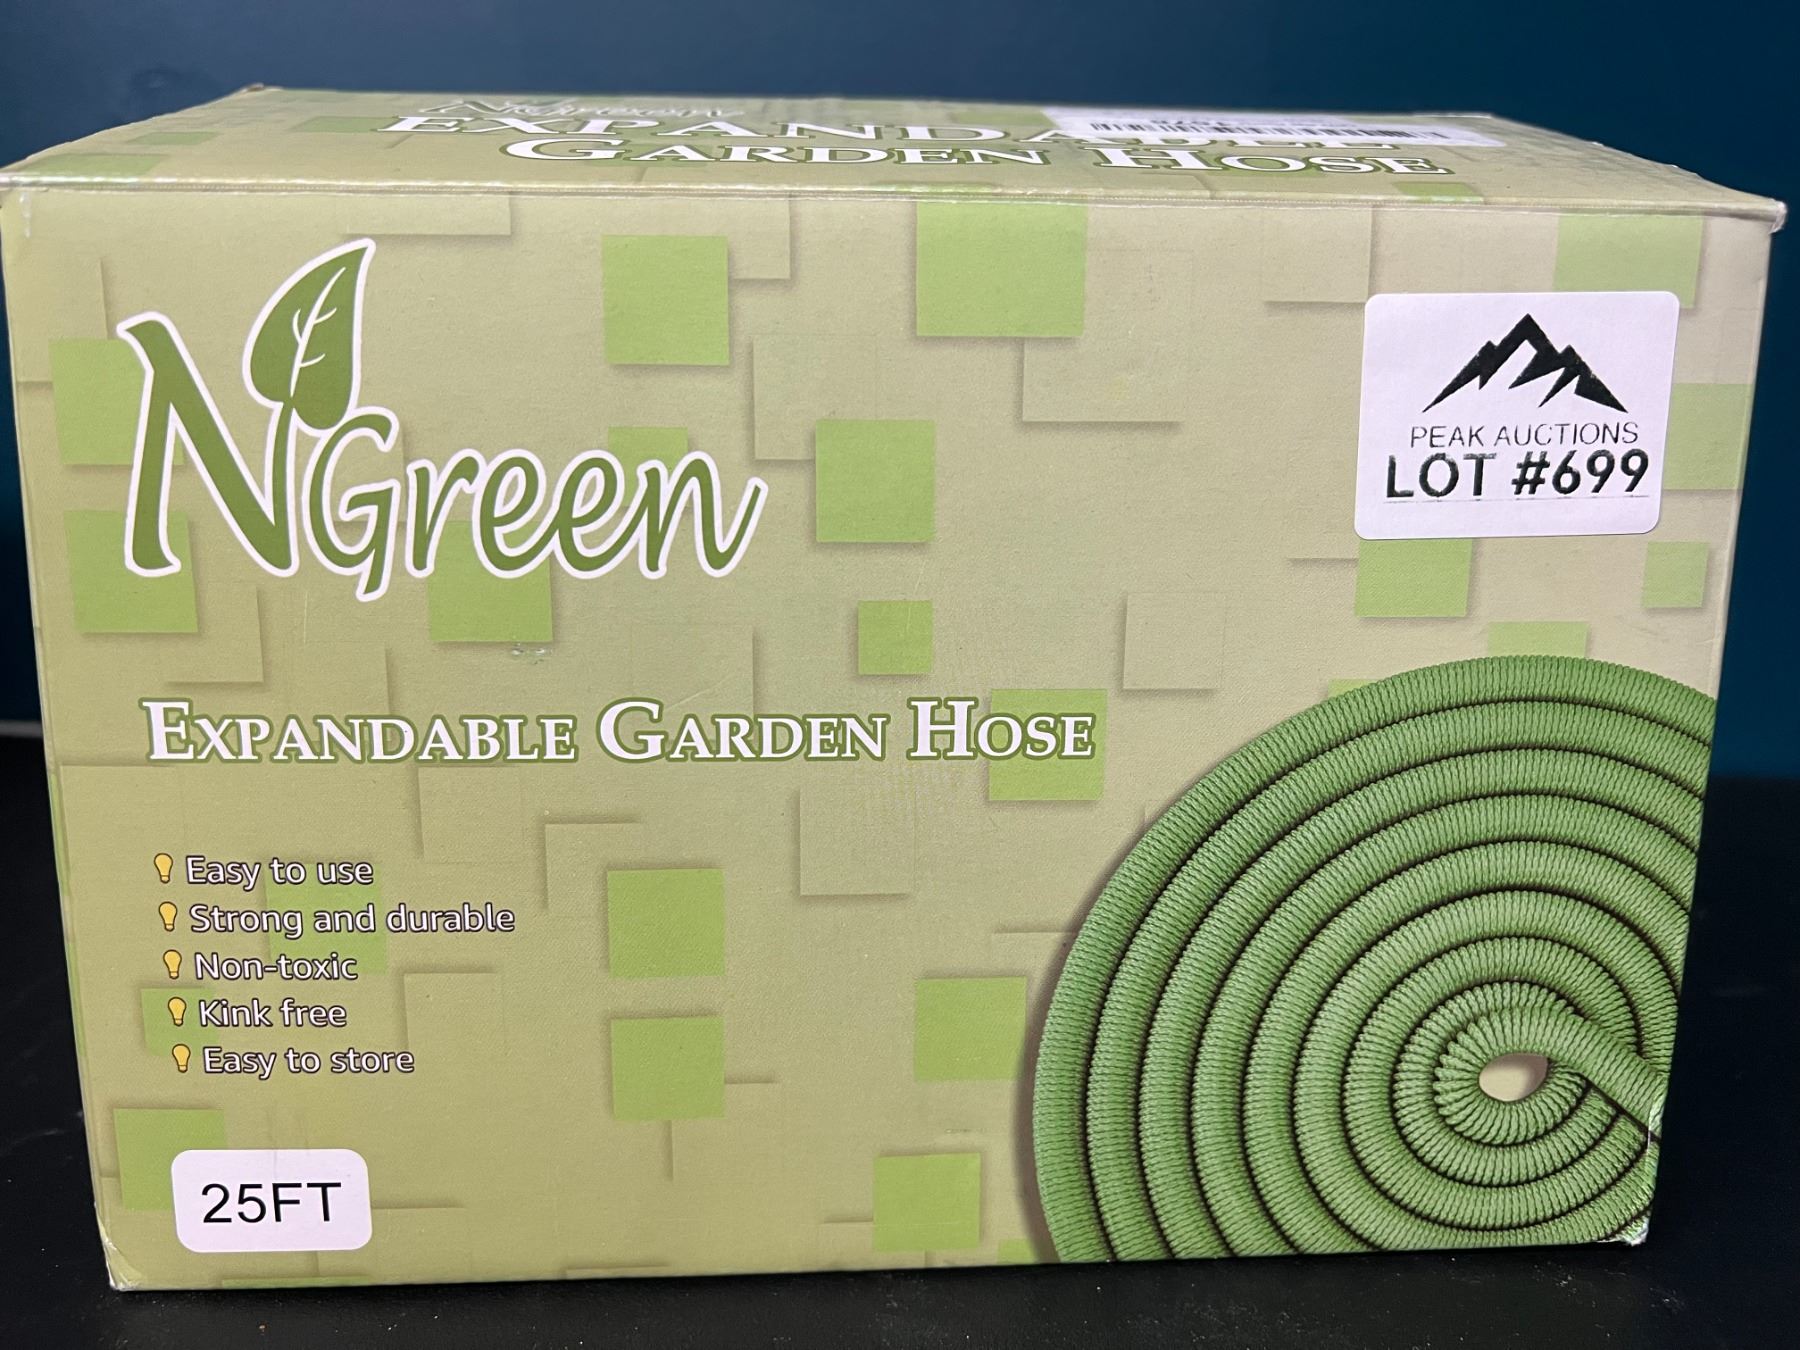 EXPANDABLE
GARDEN HOSE
NGreen
PEAK AUCTIONS
LOT #699
EXPANDABLE GARDEN HOSE
Easy to use
Strong and durable
Non-toxic
Kink free
Easy to store
25FT